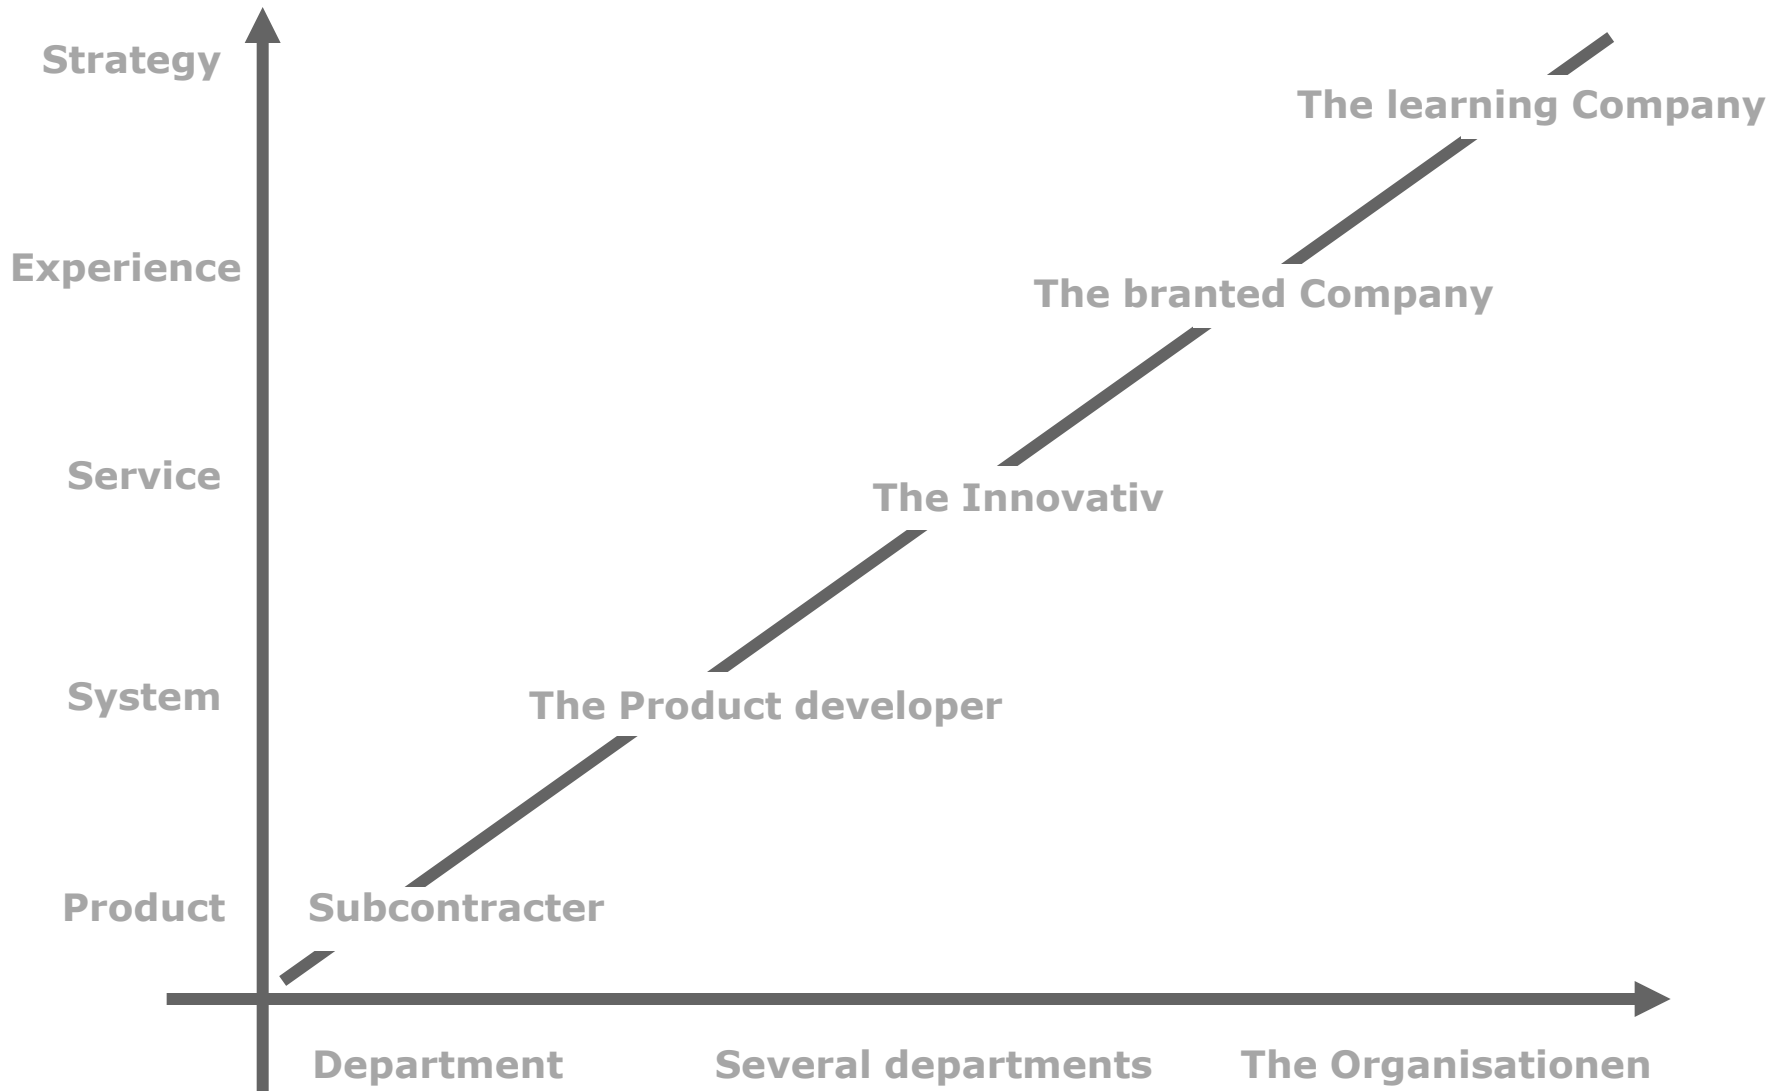 Strategy
The learning Company
Experience
The branted Company
Service
The Innovativ
System
The Product developer
Product
Subcontracter
Department
Several departments
The Organisationen